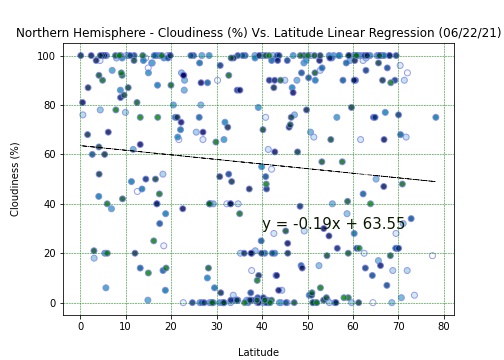 Northern Hemisphere - Cloudiness (%) Vs. Latitude Linear Regression (06/22/21)
100
80
60
40
20
0
Cloudiness (%)
y = -0.19x + 63.55
0 10 20 30 40 50 60 70 80
Latitude